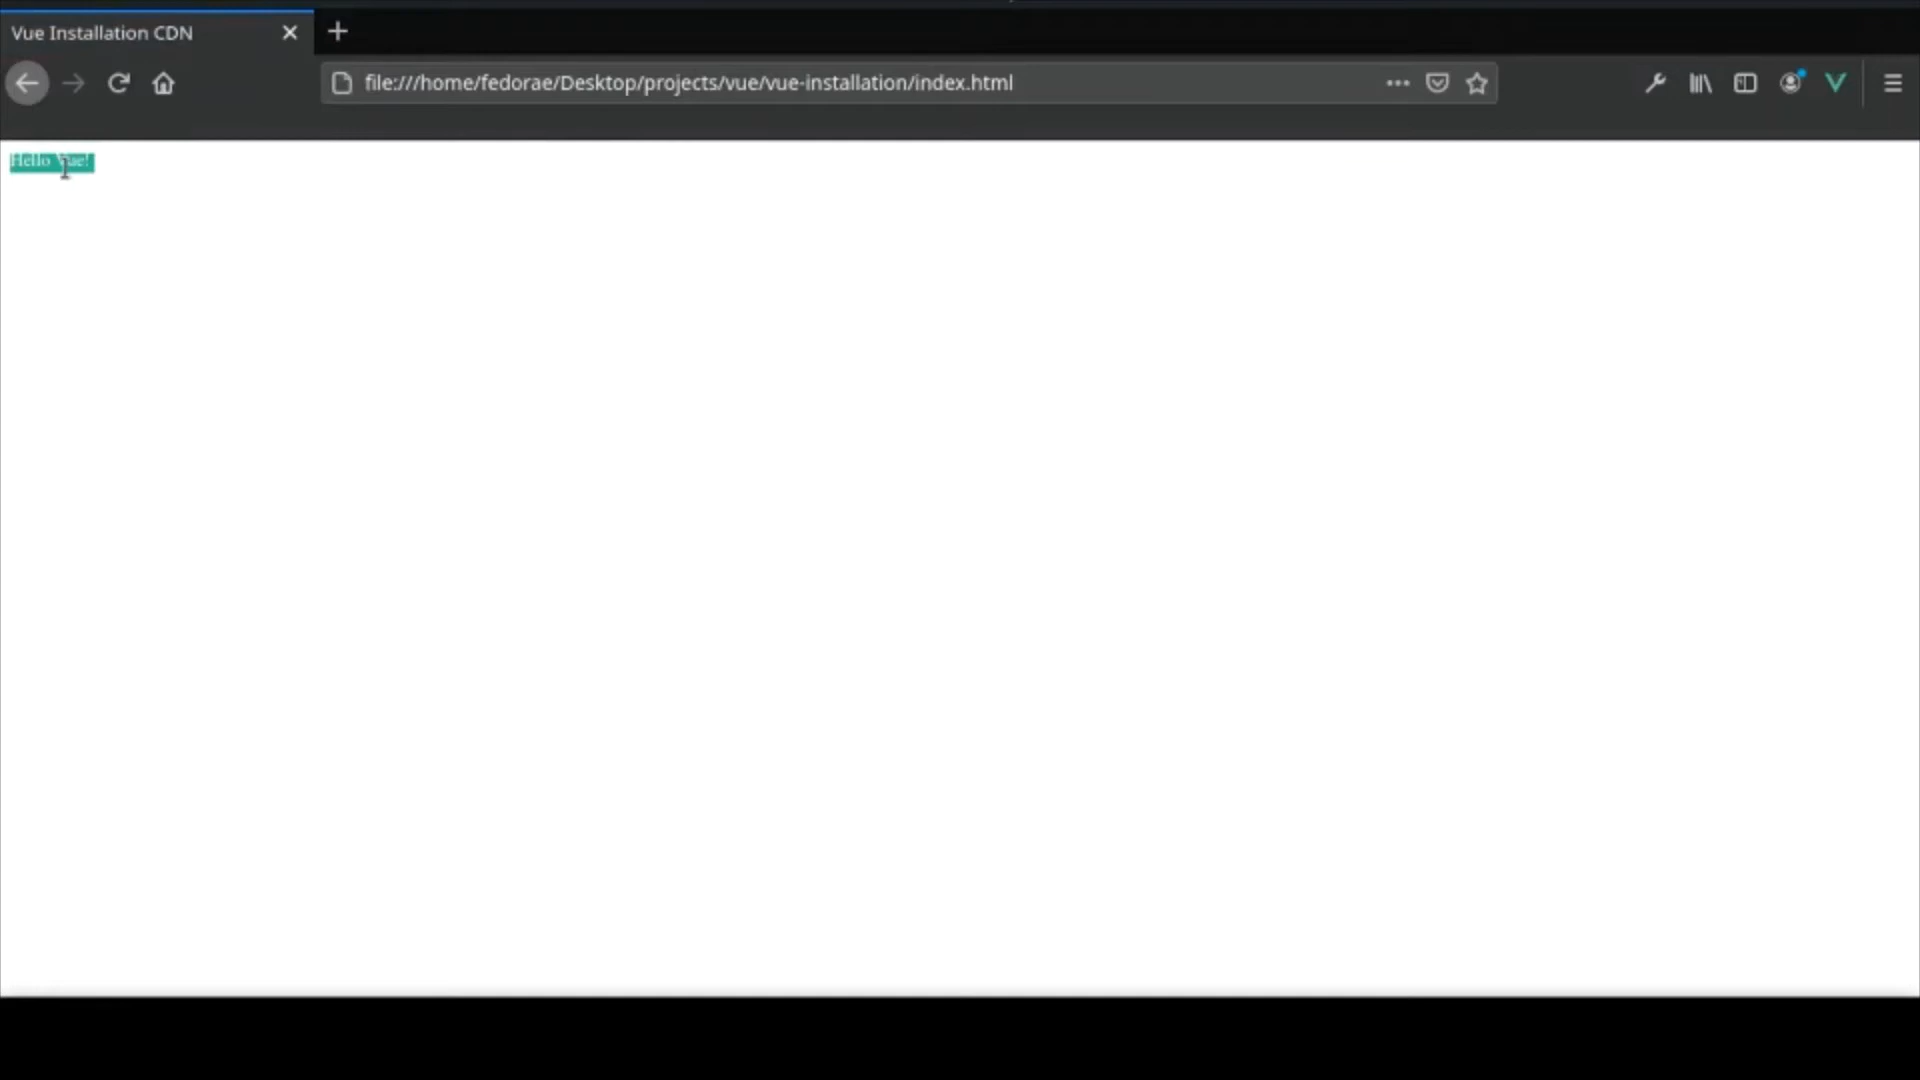 Vue Installation CDN
file:///home/fedorae/Desktop/projects/vue/vue-installation/index.html
Hello Vue!